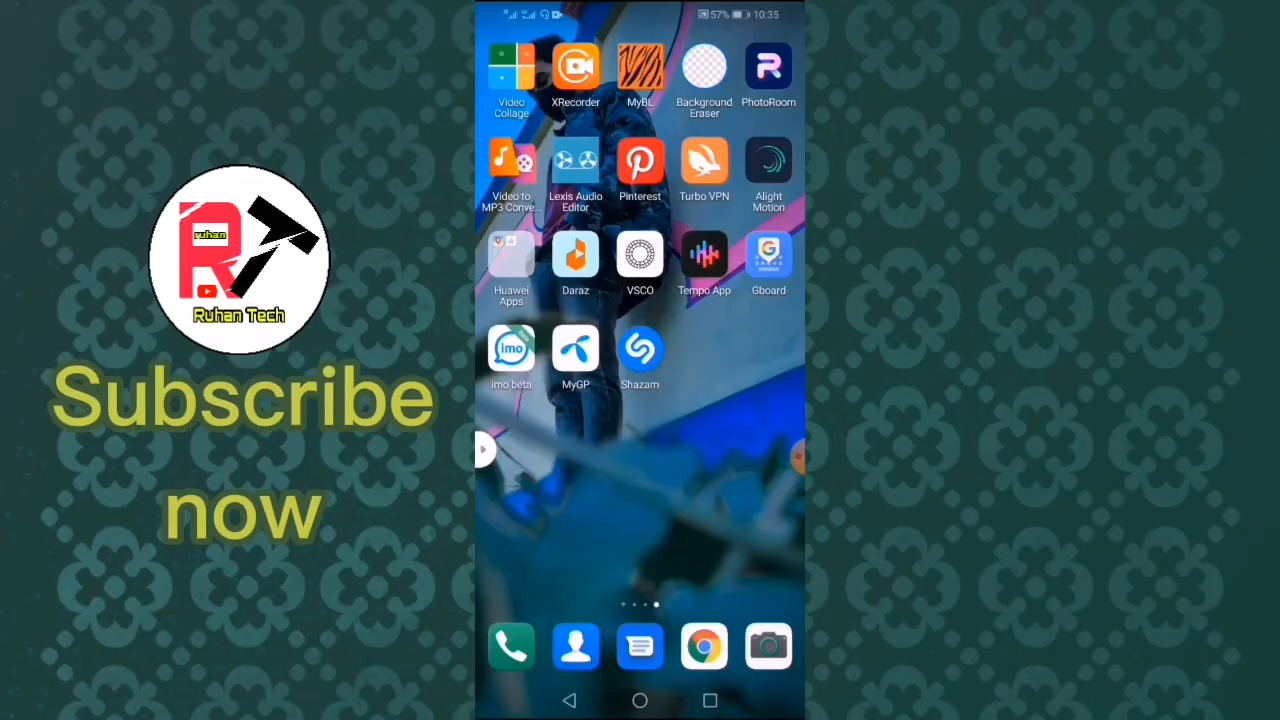 57% 10:35
Video
Collage
XRecorder
MyBL
Background
Eraser
PhotoRoom
Video to
MP3 Conve...
Lexis Audio
Editor
Pinterest
Turbo VPN
Alight
Motion
Huawei
Apps
Daraz
VSCO
Tempo App
Gboard
imo
imo beta
MyGP
Shazam
ruhan
RT
Ruhan Tech
Subscribe
now